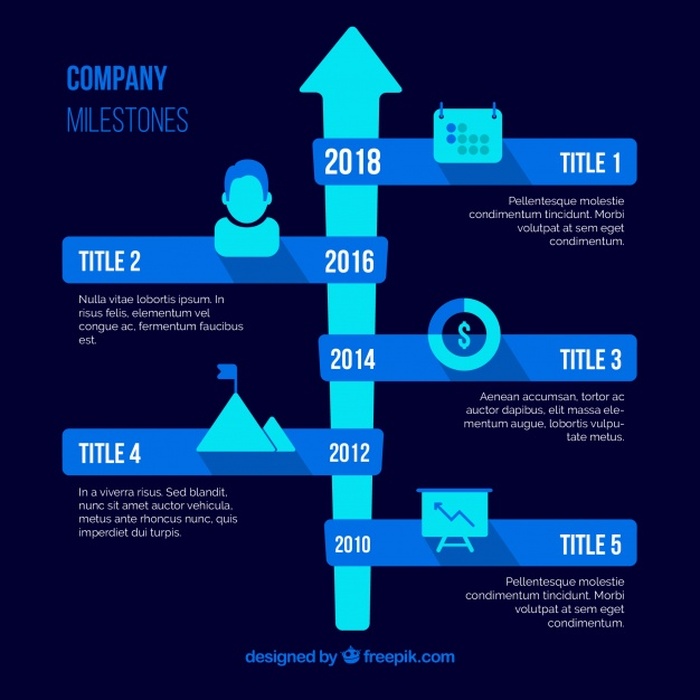 COMPANY
MILESTONES
2018
TITLE 1
Pellentesque molestie
condimentum tincidunt. Morbi
volutpat at sem eget
condimentum.
TITLE 2
2016
Nulla vitae lobortis ipsum. In
risus felis, elementum vel
congue ac, fermentum faucibus
est.
$
2014
TITLE 3
Aenean accumsan, tortor ac
auctor dapibus, elit massa ele-
mentum augue, lobortis vulpu-
tate metus.
TITLE 4
2012
In a viverra risus. Sed blandit,
nunc sit amet auctor vehicula,
metus ante rhoncus nunc, quis
imperdiet dui turpis.
2010
TITLE 5
Pellentesque molestie
condimentum tincidunt. Morbi
volutpat at sem eget
condimentum.
designed by freepik.com